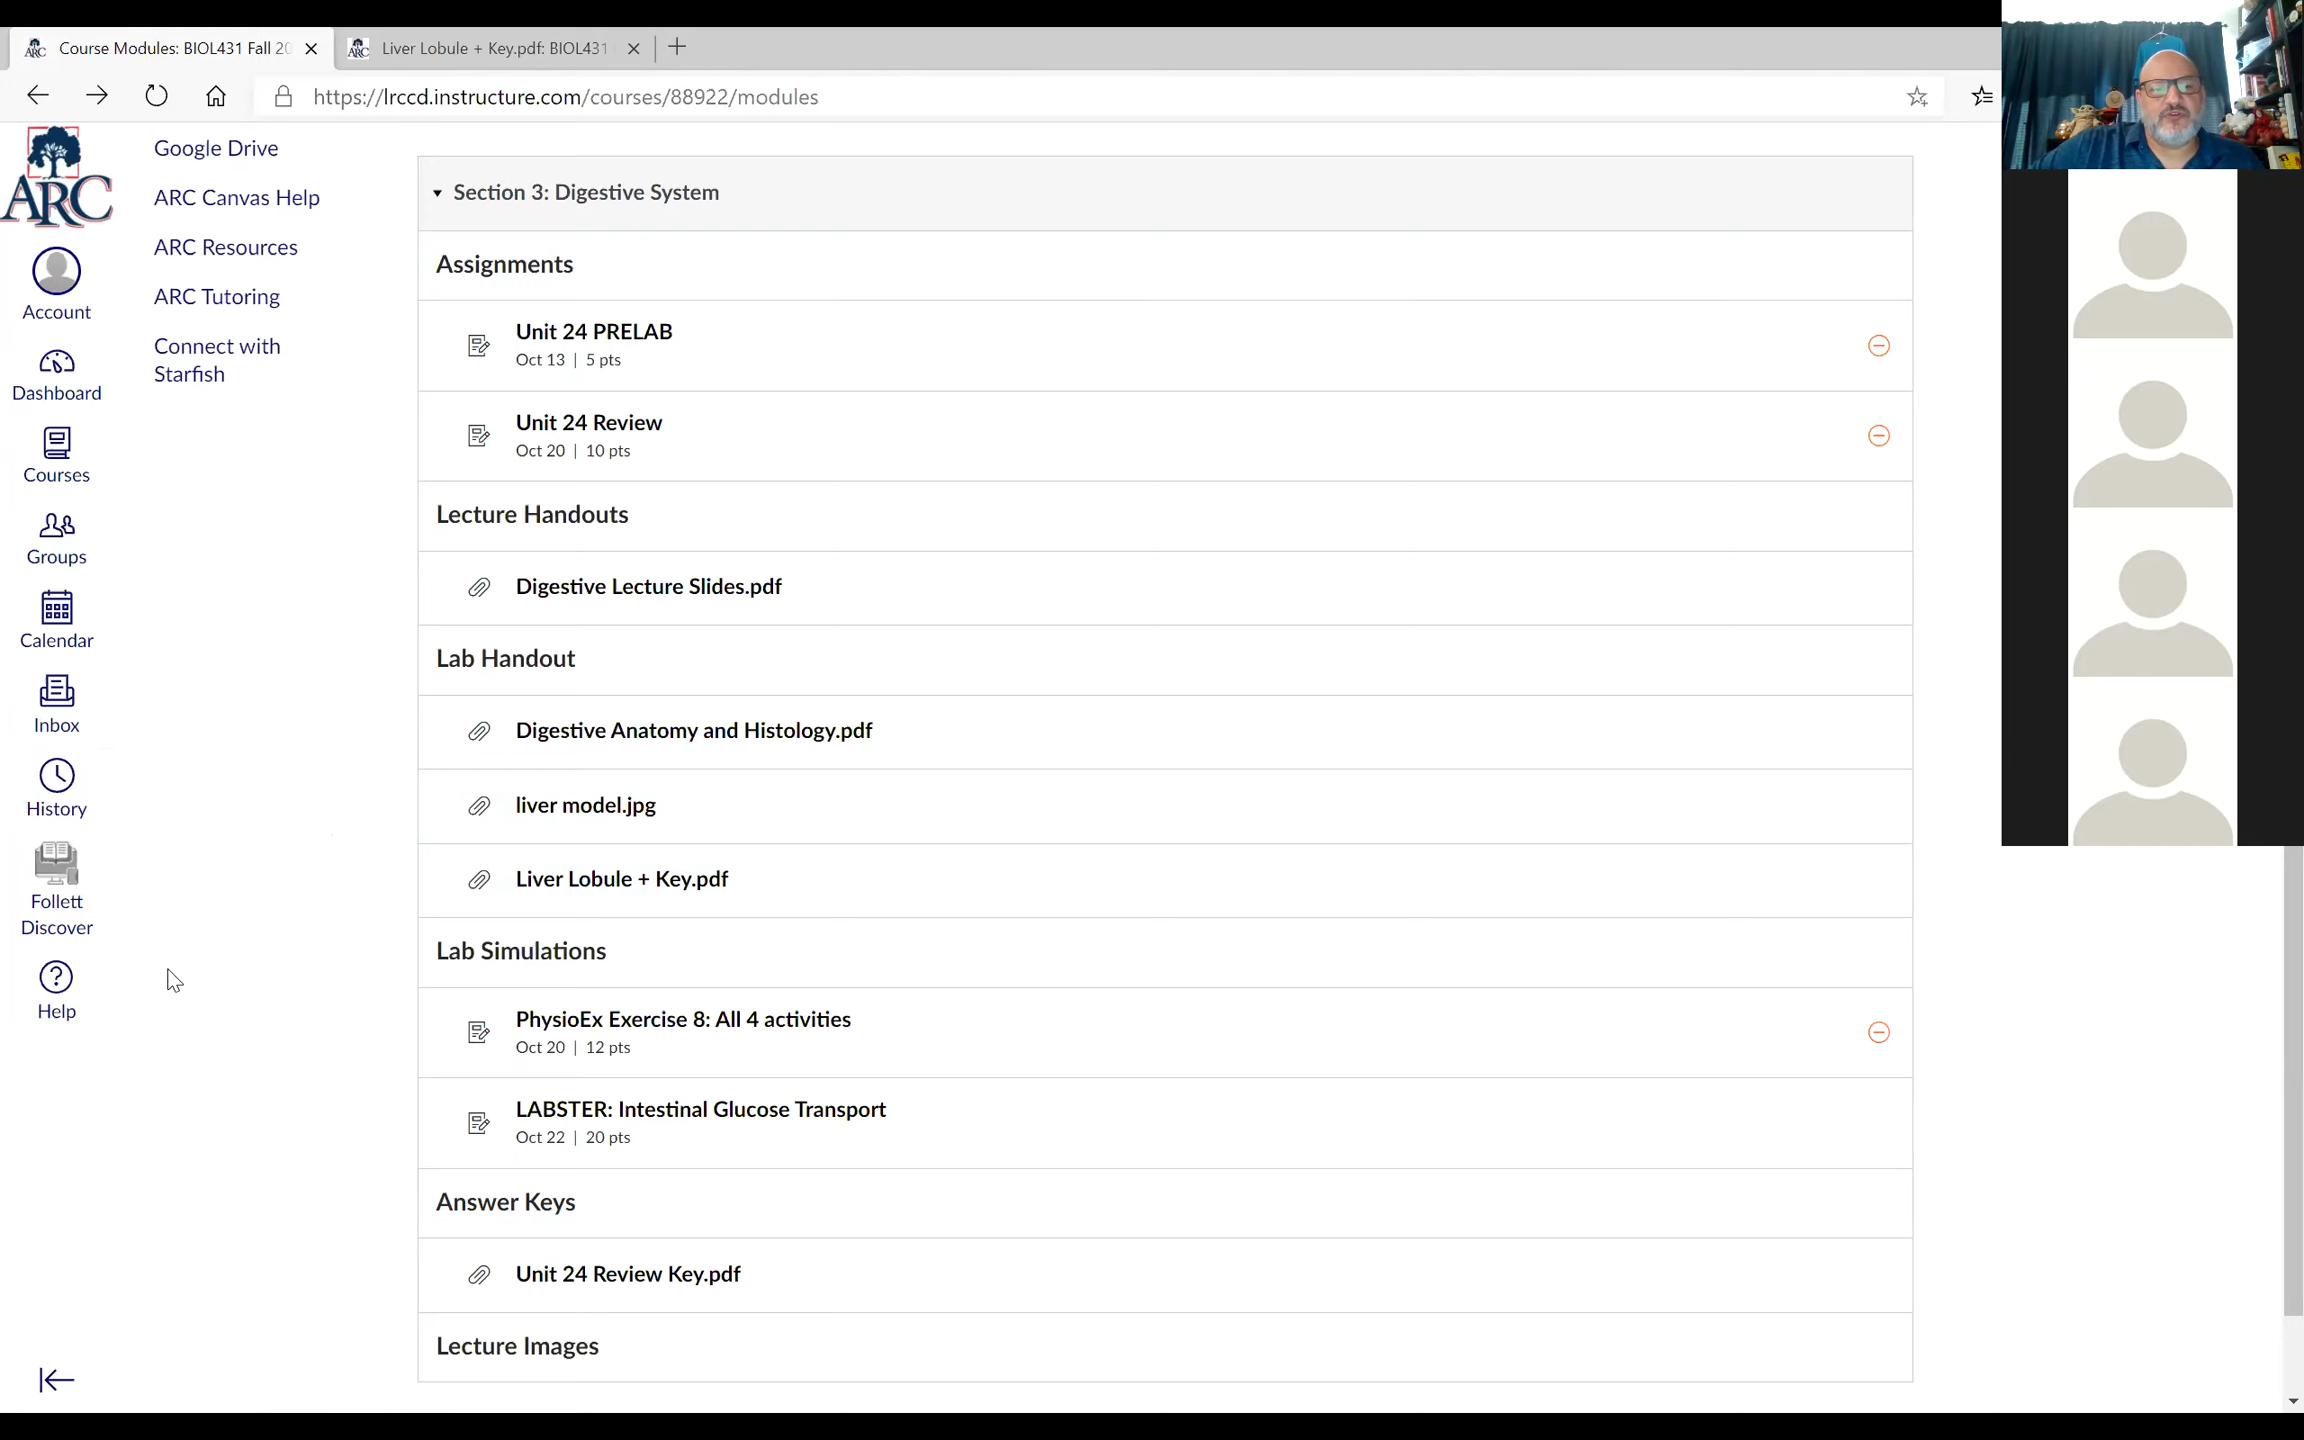 Course Modules: BIOL431 Fall 20
Liver Lobule + Key.pdf: BIOL431
https://lrccd.instructure.com/courses/88922/modules
ARC
Account
Dashboard
Courses
Groups
Calendar
Inbox
History
Follett
Discover
Help
Google Drive
ARC Canvas Help
ARC Resources
ARC Tutoring
Connect with
Starfish
Section 3: Digestive System
Assignments
Unit 24 PRELAB
Oct 13 | 5 pts
Unit 24 Review
Oct 20 | 10 pts
Lecture Handouts
Digestive Lecture Slides.pdf
Lab Handout
Digestive Anatomy and Histology.pdf
liver model.jpg
Liver Lobule + Key.pdf
Lab Simulations
PhysioEx Exercise 8: All 4 activities
Oct 20 | 12 pts
LABSTER: Intestinal Glucose Transport
Oct 22 | 20 pts
Answer Keys
Unit 24 Review Key.pdf
Lecture Images